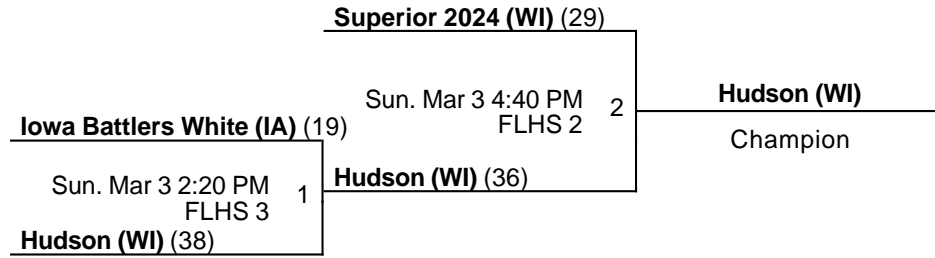 Superior 2024 (WI) (29)
Sun. Mar 3 4:40 PM
FLHS 2
2
Hudson (WI)
Champion
Iowa Battlers White (IA) (19)
Sun. Mar 3 2:20 PM
FLHS 3
1
Hudson (WI) (36)
Hudson (WI) (38)